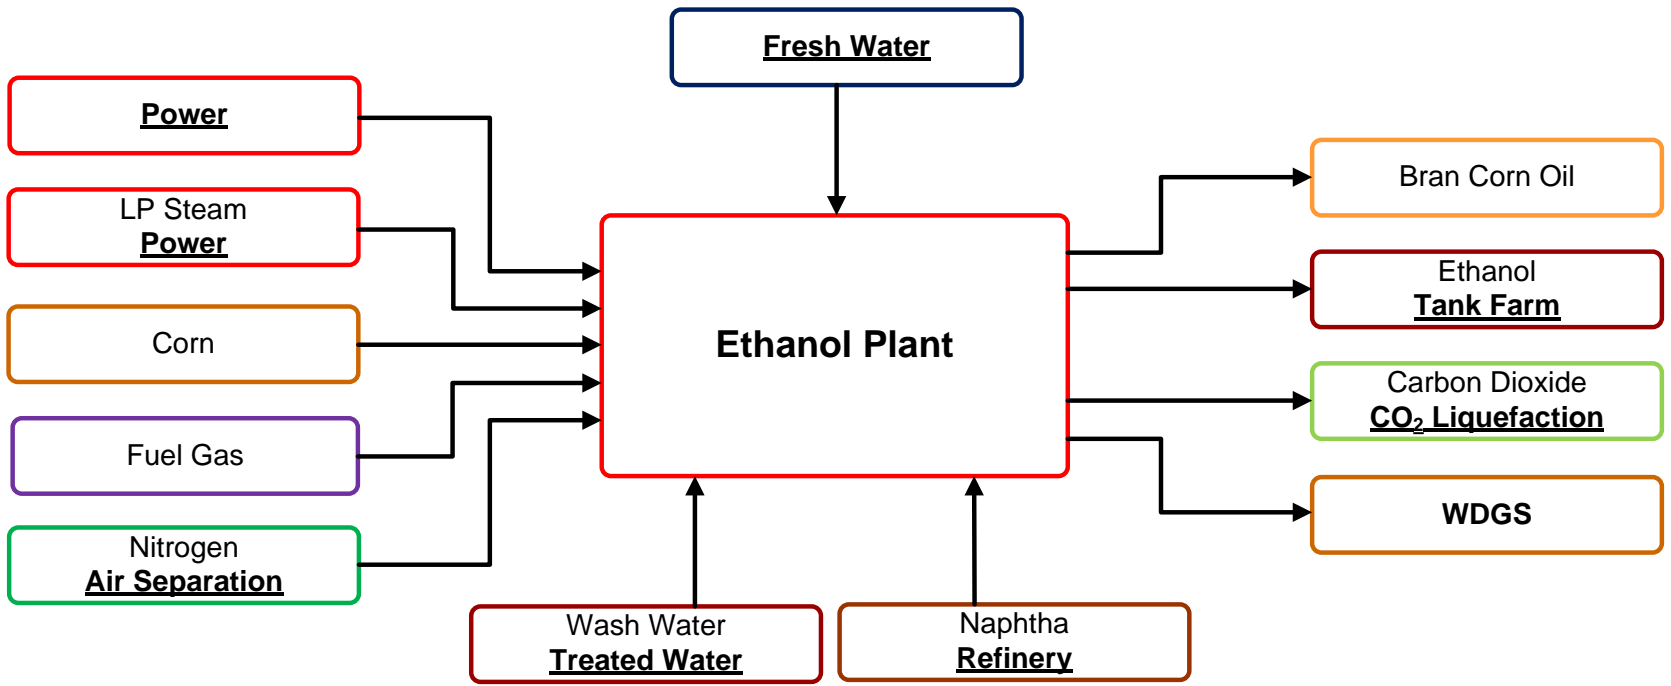 Fresh Water
Power
LP Steam
Power
Corn
Fuel Gas
Nitrogen
Air Separation
Ethanol Plant
Wash Water
Treated Water
Naphtha
Refinery
Bran Corn Oil
Ethanol
Tank Farm
Carbon Dioxide
CO₂ Liquefaction
WDGS